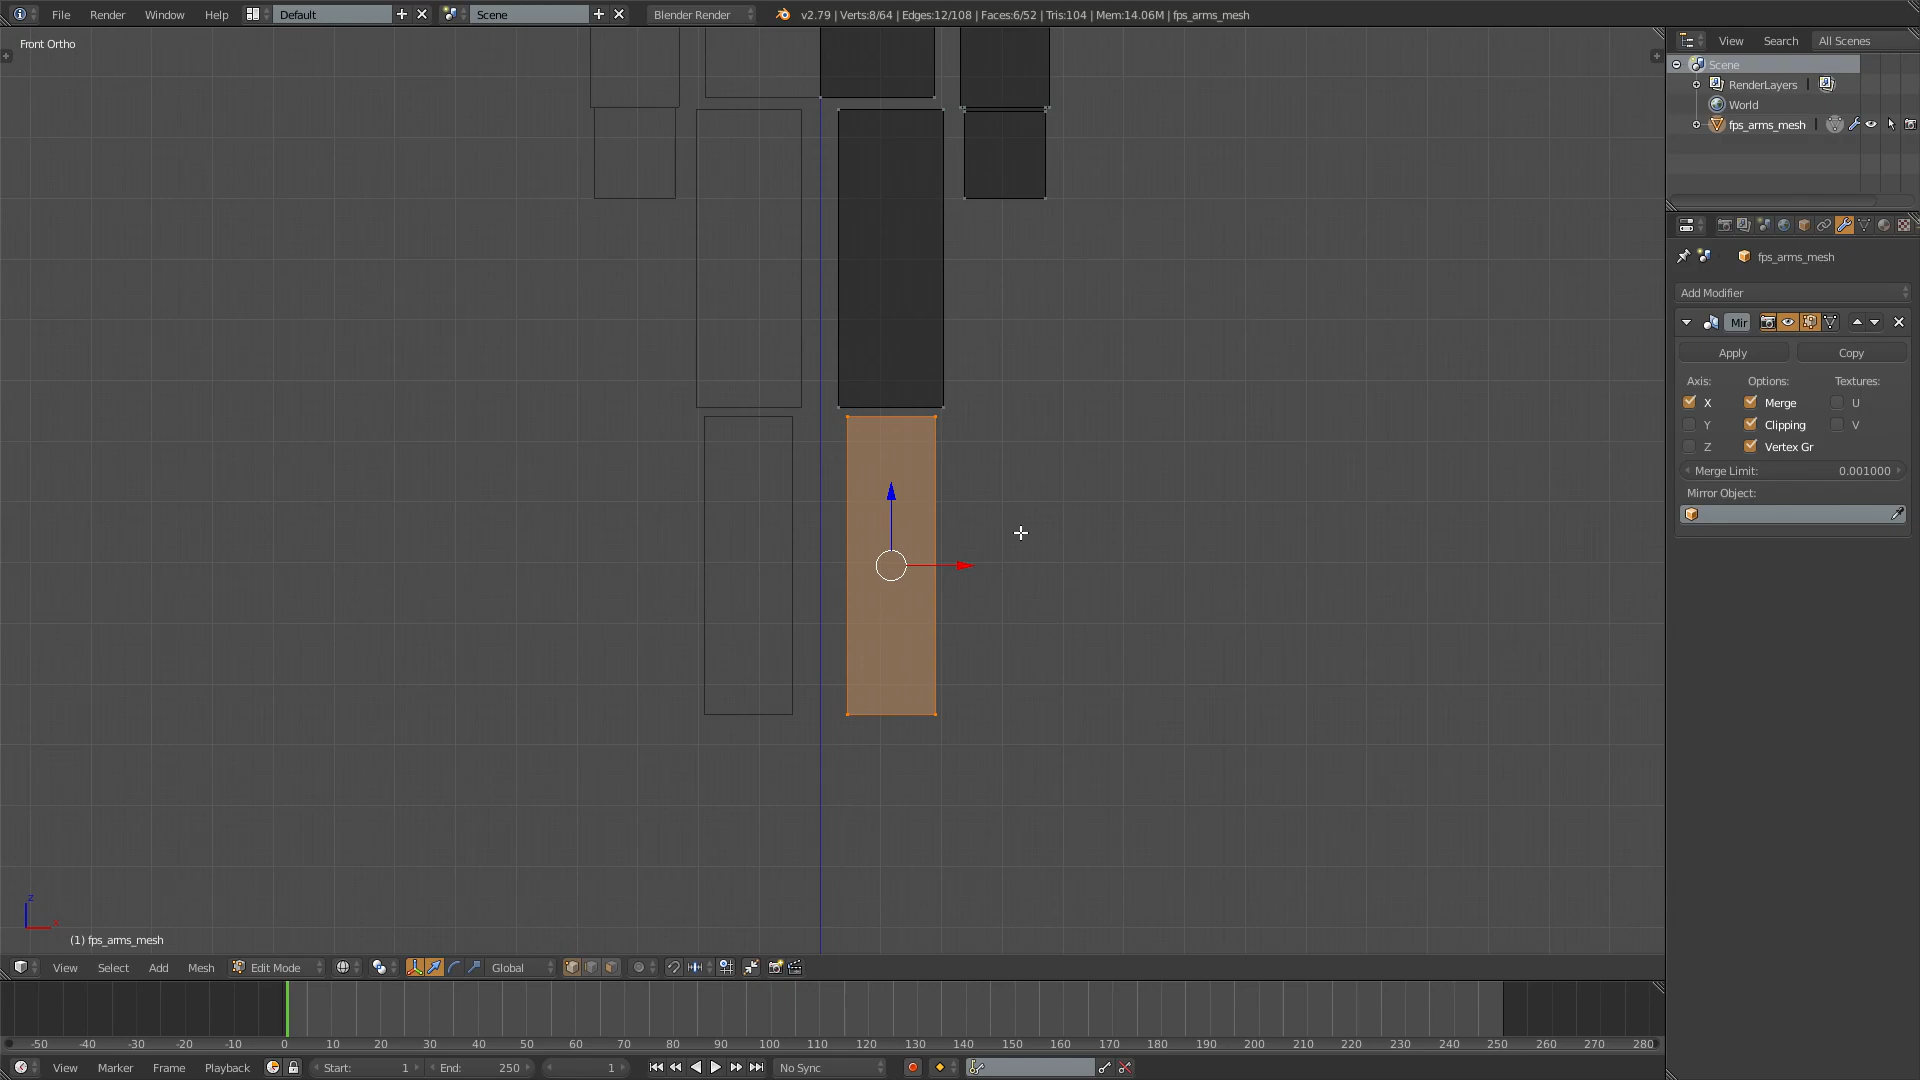 File Render Window Help Default Scene Blender Render v2.79 | Verts:8/64 | Edges:12/108 | Faces:6/52 | Tris:104 | Mem:14.06M | fps_arms_mesh
Front Ortho
View Search All Scenes
Scene
RenderLayers |
World
fps_arms_mesh |
fps_arms_mesh
Add Modifier
Mir
Apply Copy
Axis: Options: Textures:
X Merge U
Y Clipping V
Z Vertex Gr
Merge Limit: 0.001000
Mirror Object:
z
x
(1) fps_arms_mesh
View Select Add Mesh Edit Mode Global
-50 -40 -30 -20 -10 0 10 20 30 40 50 60 70 80 90 100 110 120 130 140 150 160 170 180 190 200 210 220 230 240 250 260 270 280
View Marker Frame Playback Start: 1 End: 250 1 No Sync